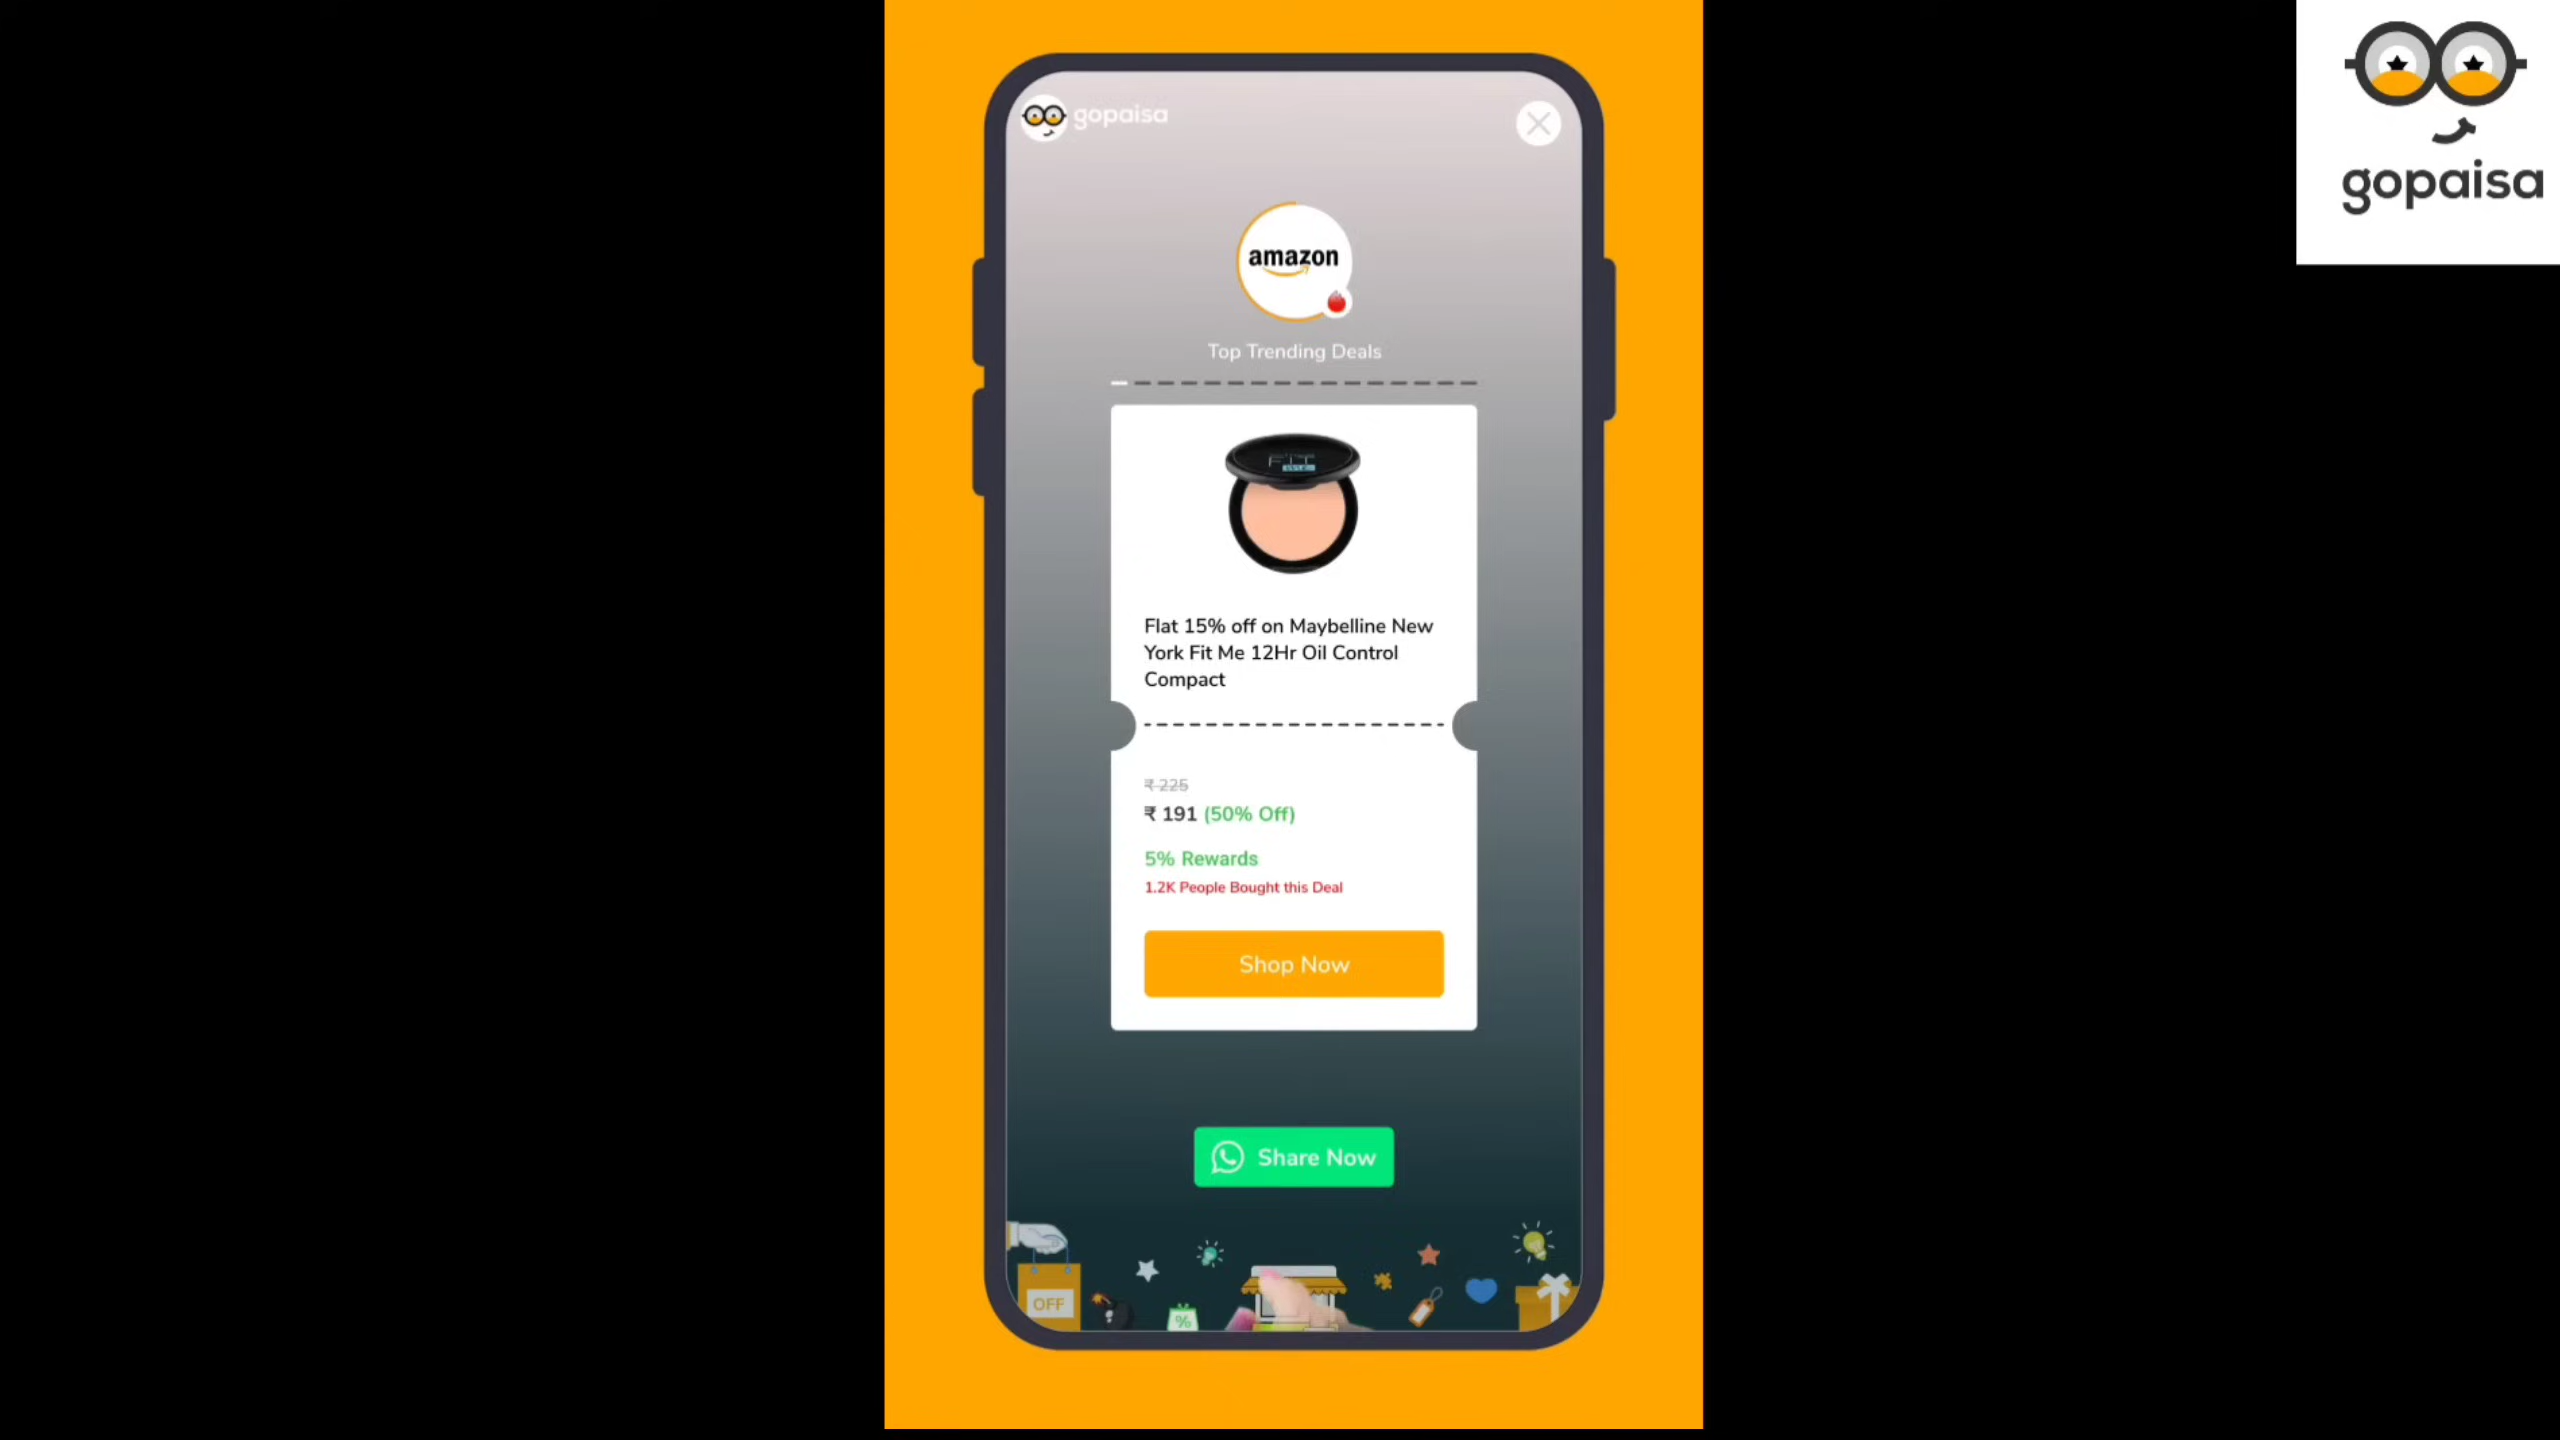 gopaisa
gopaisa
amazon
Top Trending Deals
FIT
Flat 15% off on Maybelline New
York Fit Me 12Hr Oil Control
Compact
₹ 225
₹ 191 (50% Off)
5% Rewards
1.2K People Bought this Deal
Shop Now
Share Now
OFF
%